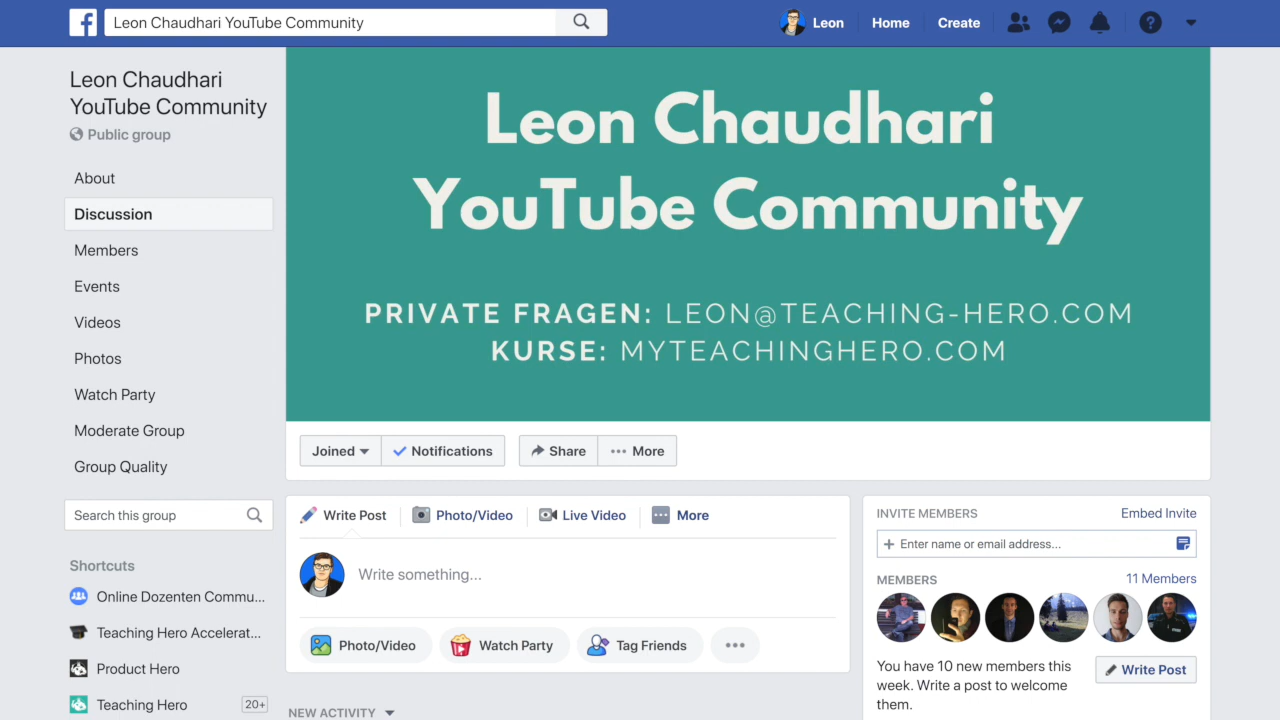 Leon Chaudhari YouTube Community
Leon
Home
Create
Leon Chaudhari
YouTube Community
Public group
About
Discussion
Members
Events
Videos
Photos
Watch Party
Moderate Group
Group Quality
Search this group
Shortcuts
Online Dozenten Commu...
Teaching Hero Accelerat...
Product Hero
Teaching Hero 20+
Leon Chaudhari
YouTube Community
PRIVATE FRAGEN: LEON@TEACHING-HERO.COM
KURSE: MYTEACHINGHERO.COM
Joined
Notifications
Share
More
Write Post
Photo/Video
Live Video
More
Write something...
Photo/Video
Watch Party
Tag Friends
NEW ACTIVITY
INVITE MEMBERS
Embed Invite
+ Enter name or email address...
MEMBERS
11 Members
You have 10 new members this
week. Write a post to welcome
them.
Write Post